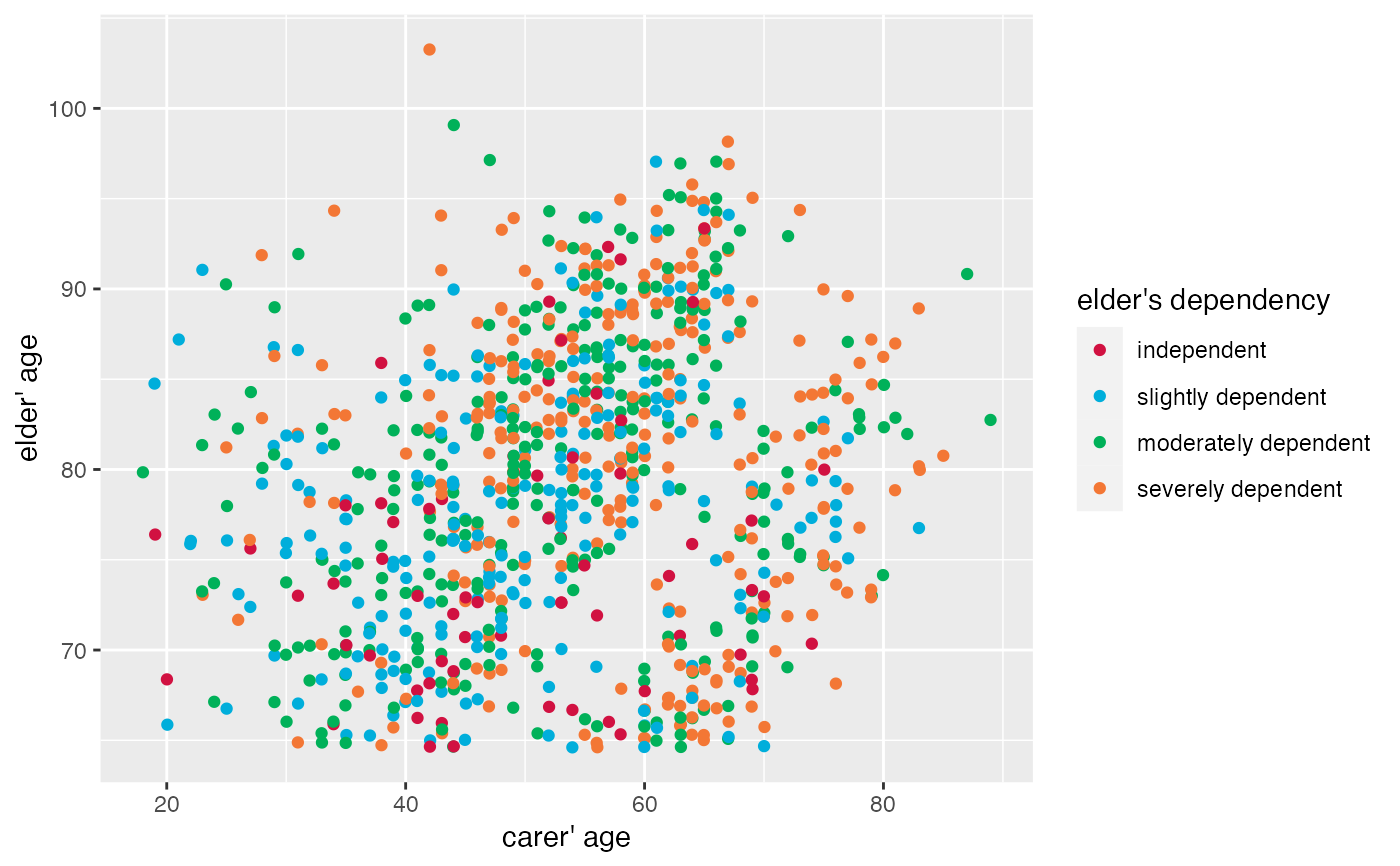 100
90
80
70
20
40
60
80
carer' age
elder' age
elder's dependency
independent
slightly dependent
moderately dependent
severely dependent